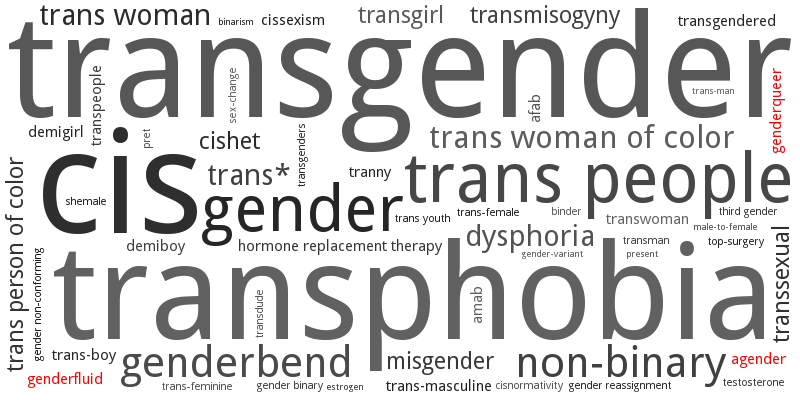 trans woman
binarism
cissexism
transgirl
transmisogyny
transgendered
transgender
transpeople
sex-change
afab
trans-man
genderqueer
demigirl
pret
cishet
transgenders
trans woman of color
cis
trans*
tranny
trans people
shemale
gender
trans youth
trans-female
binder
transwoman
third gender
male-to-female
trans person of color
demiboy
hormone replacement therapy
dysphoria
transman
top-surgery
gender-variant
present
transsexual
gender non-conforming
transphobia
transdude
amab
trans-boy
genderbend
misgender
non-binary
agender
genderfluid
trans-feminine
gender binary
estrogen
trans-masculine
cisnormativity
gender reassignment
testosterone